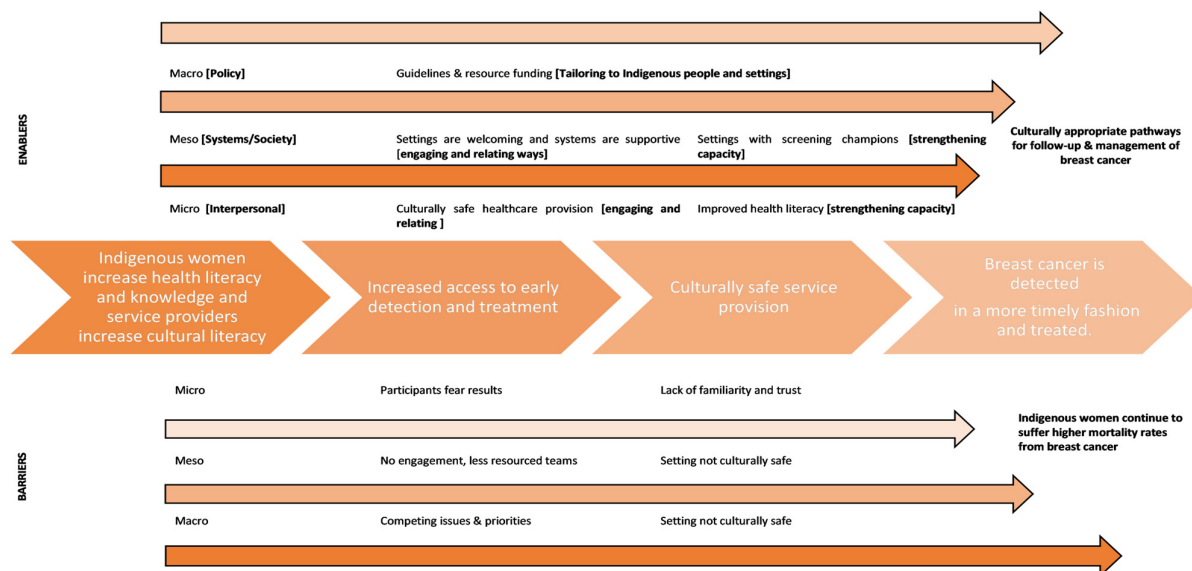 ENABLERS
Macro [Policy]
Guidelines & resource funding [Tailoring to Indigenous people and settings]
Meso [Systems/Society]
Settings are welcoming and systems are supportive
[engaging and relating ways]
Settings with screening champions [strengthening
capacity]
Micro [Interpersonal]
Culturally safe healthcare provision [engaging and
relating ]
Improved health literacy [strengthening capacity]
Culturally appropriate pathways
for follow-up & management of
breast cancer
Indigenous women
increase health literacy
and knowledge and
service providers
increase cultural literacy
Increased access to early
detection and treatment
Culturally safe service
provision
Breast cancer is
detected
in a more timely fashion
and treated.
BARRIERS
Micro
Participants fear results
Lack of familiarity and trust
Meso
No engagement, less resourced teams
Setting not culturally safe
Macro
Competing issues & priorities
Setting not culturally safe
Indigenous women continue to
suffer higher mortality rates
from breast cancer